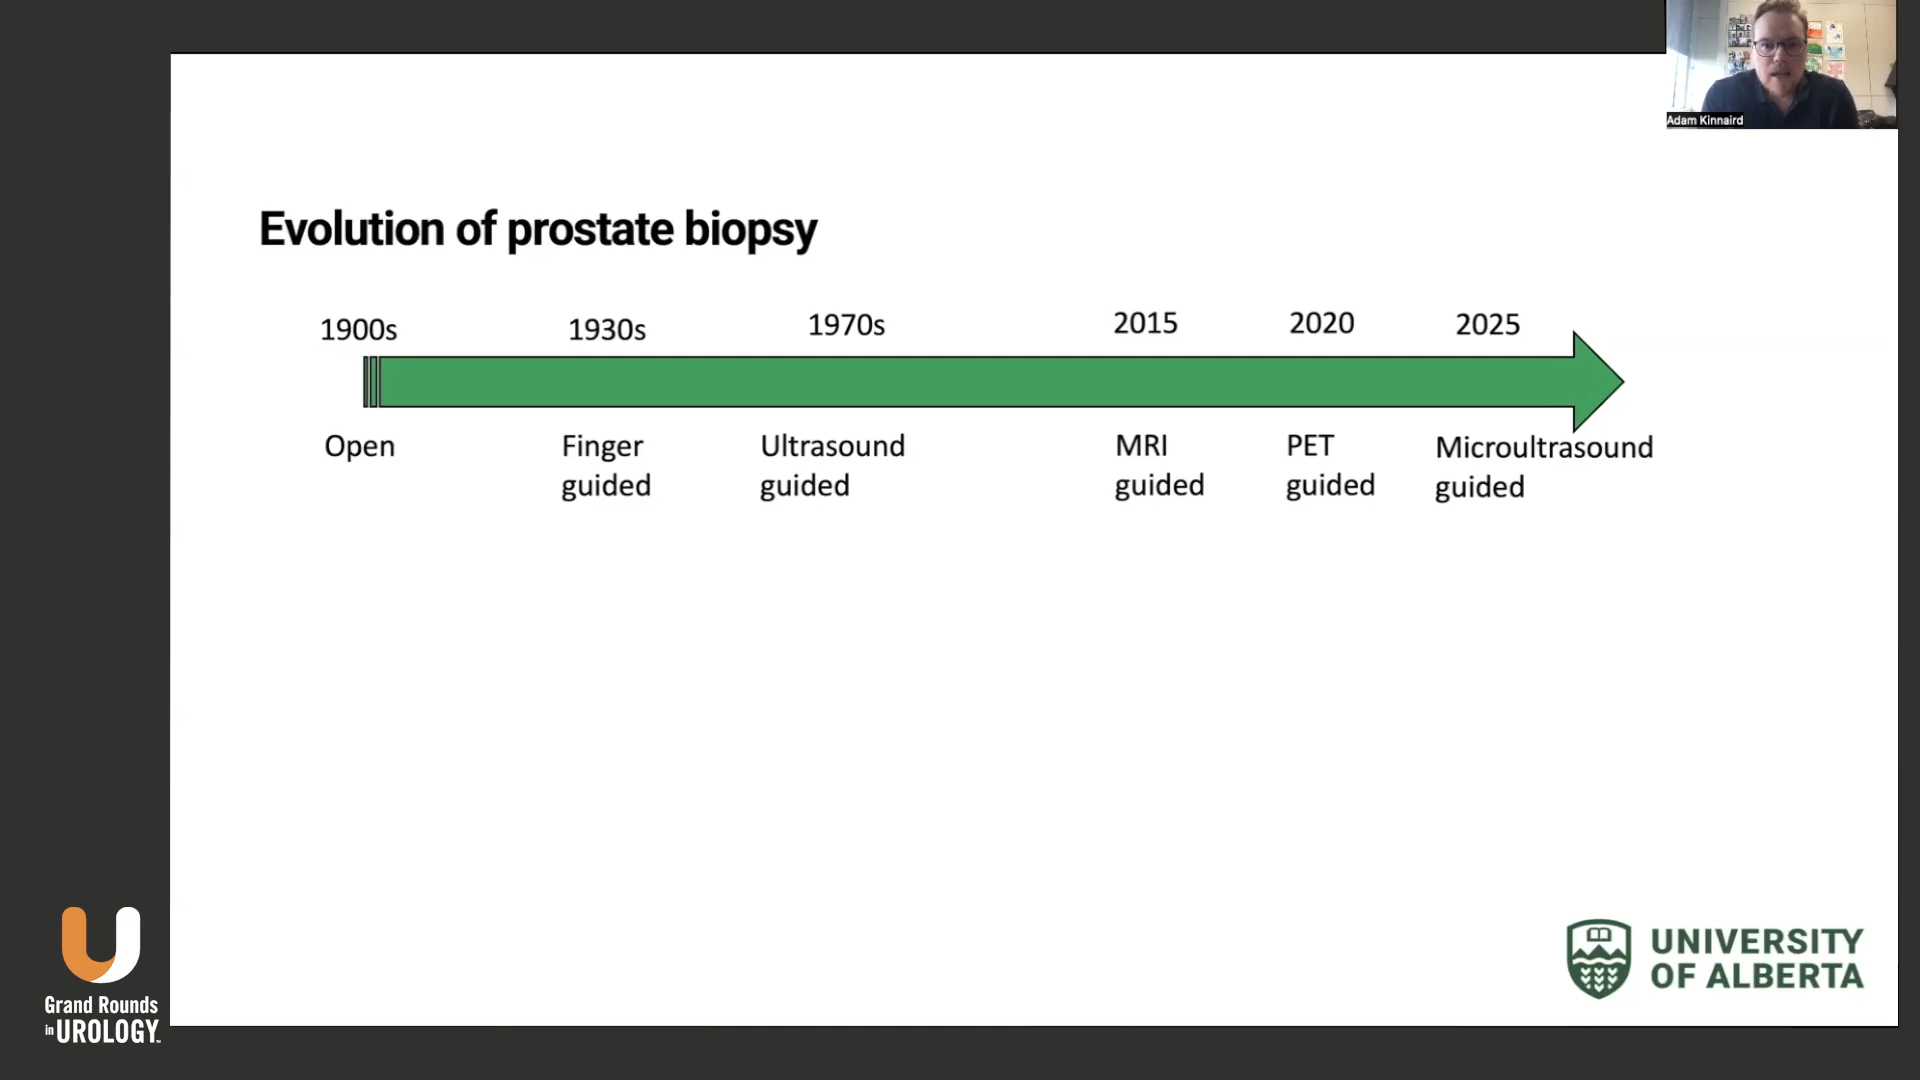 Adam Kinnaird
Evolution of prostate biopsy
1900s 1930s 1970s 2015 2020 2025
Open Finger guided Ultrasound guided MRI guided PET guided Microultrasound guided
UNIVERSITY
OF ALBERTA
U
Grand Rounds
in UROLOGY™